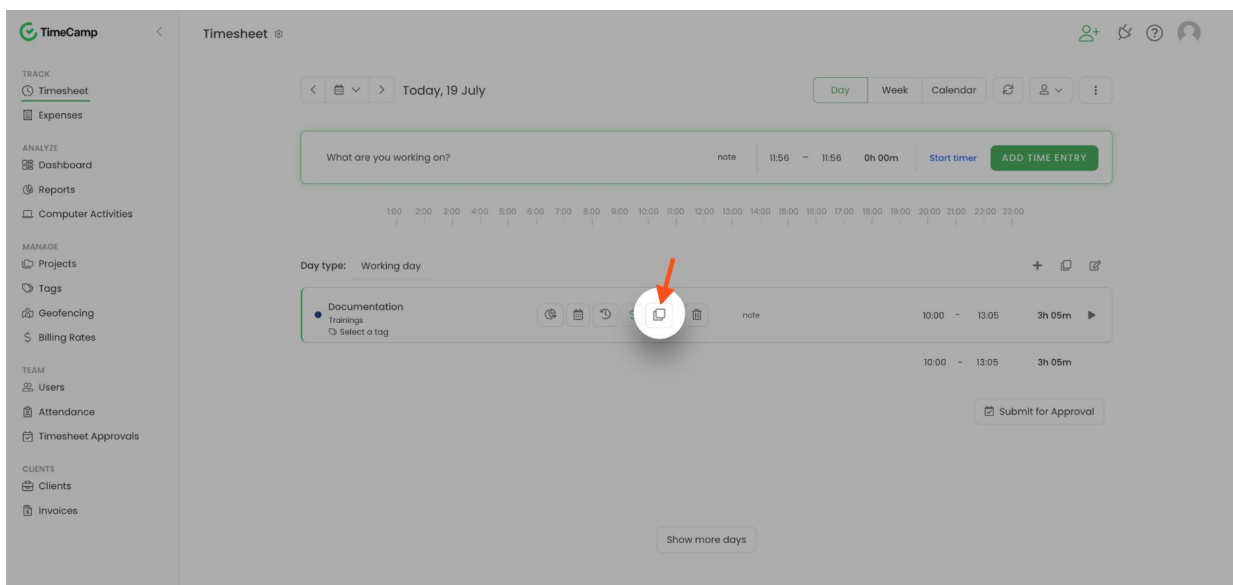 TimeCamp
Timesheet
TRACK
Timesheet
Expenses
ANALYZE
Dashboard
Reports
Computer Activities
MANAGE
Projects
Tags
Geofencing
$ Billing Rates
TEAM
Users
Attendance
Timesheet Approvals
CLIENTS
Clients
Invoices
Today, 19 July
Day Week Calendar
What are you working on? note 11:56 – 11:56 0h 00m Start timer ADD TIME ENTRY
1:00 2:00 3:00 4:00 5:00 6:00 7:00 8:00 9:00 10:00 11:00 12:00 13:00 14:00 15:00 16:00 17:00 18:00 19:00 20:00 21:00 22:00 23:00
Day type: Working day
Documentation
Trainings
Select a tag
note 10:00 - 13:05 3h 05m
10:00 - 13:05 3h 05m
Submit for Approval
Show more days